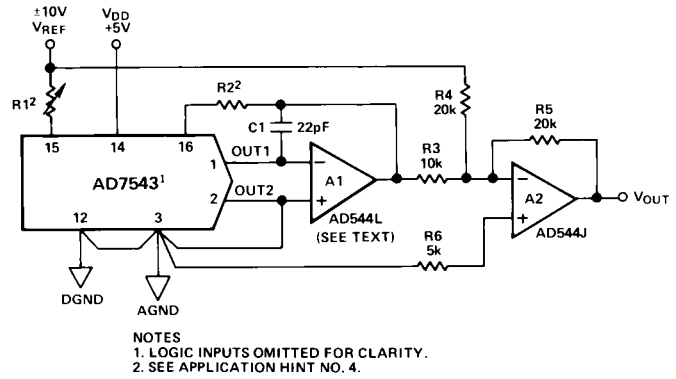 ±10V
VREF
VDD
+5V
R1²
R2²
C1 22pF
R4
20k
R5
20k
R3
10k
15 14 16
1 OUT1
2 OUT2
AD7543¹
12 3
A1
AD544L
(SEE TEXT)
A2
AD544J
VOUT
R6
5k
DGND
AGND
− +
− +
NOTES
1. LOGIC INPUTS OMITTED FOR CLARITY.
2. SEE APPLICATION HINT NO. 4.